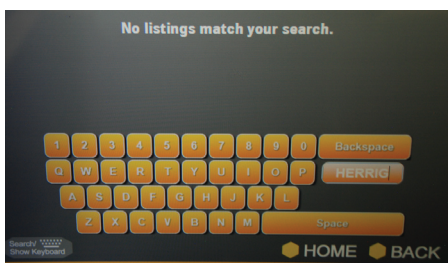 No listings match your search.
1 2 3 4 5 6 7 8 9 0 Backspace
Q W E R T Y U I O P HERRIG
A S D F G H J K L
Z X C V B N M Space
Search/
Show Keyboard
HOME BACK